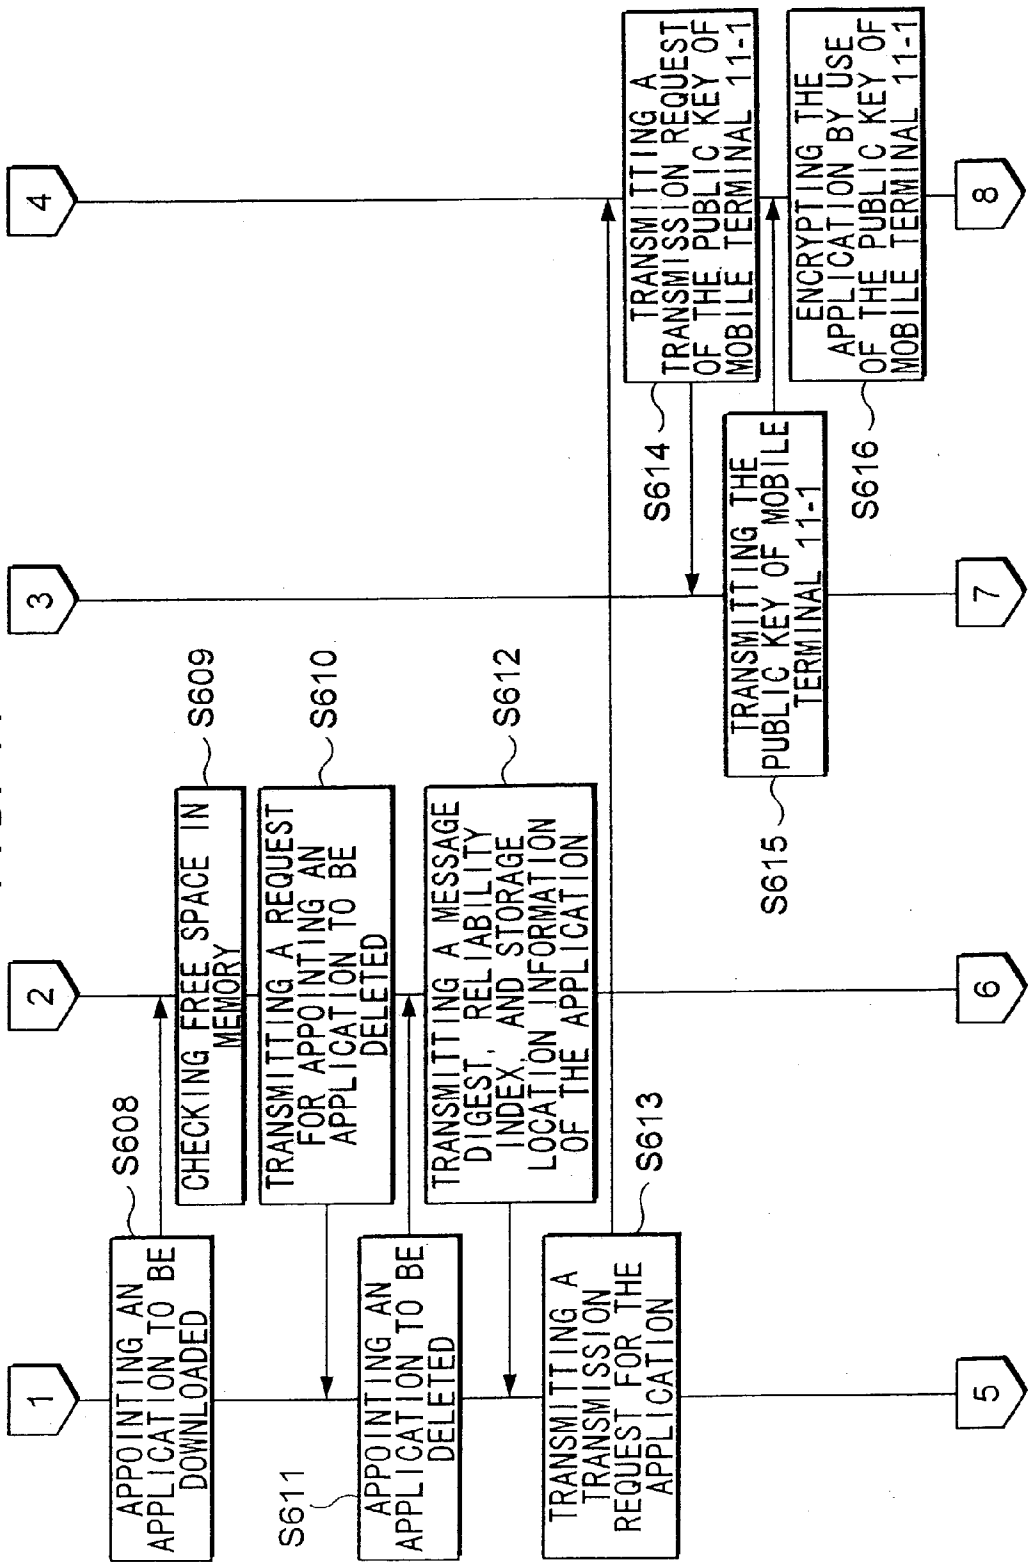 1
2
3
4
APPOINTING AN
APPLICATION TO BE
DOWNLOADED
S608
CHECKING FREE SPACE IN
MEMORY
S609
TRANSMITTING A REQUEST
FOR APPOINTING AN
APPLICATION TO BE
DELETED
S610
APPOINTING AN
APPLICATION TO BE
DELETED
S611
TRANSMITTING A MESSAGE
DIGEST, RELIABILITY
INDEX, AND STORAGE
LOCATION INFORMATION
OF THE APPLICATION
S612
TRANSMITTING A
TRANSMISSION
REQUEST FOR THE
APPLICATION
S613
TRANSMITTING A
TRANSMISSION REQUEST
OF THE PUBLIC KEY OF
MOBILE TERMINAL 11-1
S614
TRANSMITTING THE
PUBLIC KEY OF MOBILE
TERMINAL 11-1
S615
ENCRYPTING THE
APPLICATION BY USE
OF THE PUBLIC KEY OF
MOBILE TERMINAL 11-1
S616
5
6
7
8